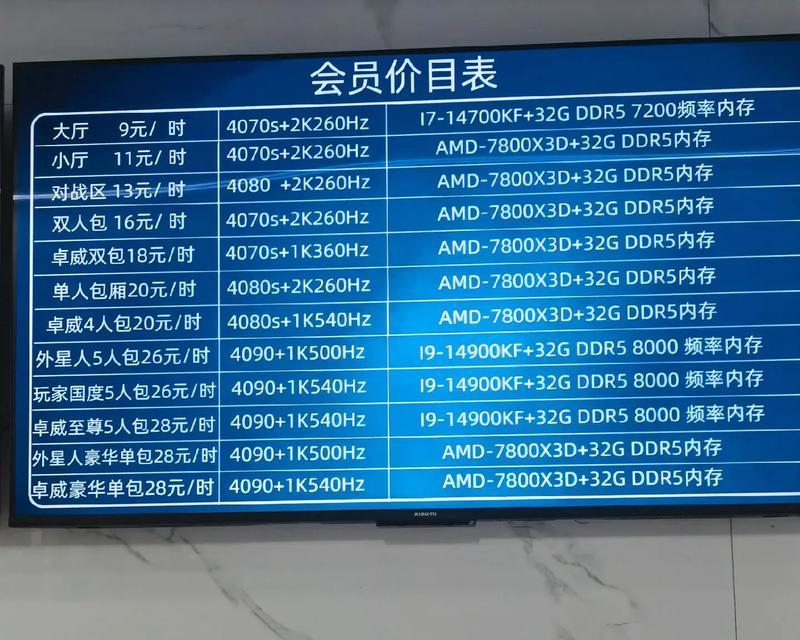 会员价目表
大厅 9元/ 时 4070s+2K260Hz I7-14700KF+32G DDR5 7200频率内存
小厅 11元/ 时 4070s+2K260Hz AMD-7800X3D+32G DDR5内存
对战区 13元/ 时 4080 +2K260Hz AMD-7800X3D+32G DDR5内存
双人包 16元/ 时 4070s+2K260Hz AMD-7800X3D+32G DDR5内存
卓威双包18元/时 4070s+1K360Hz AMD-7800X3D+32G DDR5内存
单人包厢20元/时 4080s+2K260Hz AMD-7800X3D+32G DDR5内存
卓威4人包20元/时 4080s+1K540Hz AMD-7800X3D+32G DDR5内存
外星人5人包26元/时 4090+1K500Hz I9-14900KF+32G DDR5 8000 频率内存
玩家国度5人包26元/时 4090+1K540Hz I9-14900KF+32G DDR5 8000 频率内存
卓威至尊5人包28元/时 4090+1K540Hz I9-14900KF+32G DDR5 8000 频率内存
外星人豪华单包28元/时 4090+1K500Hz AMD-7800X3D+32G DDR5内存
卓威豪华单包28元/时 4090+1K540Hz AMD-7800X3D+32G DDR5内存
XIAOMI